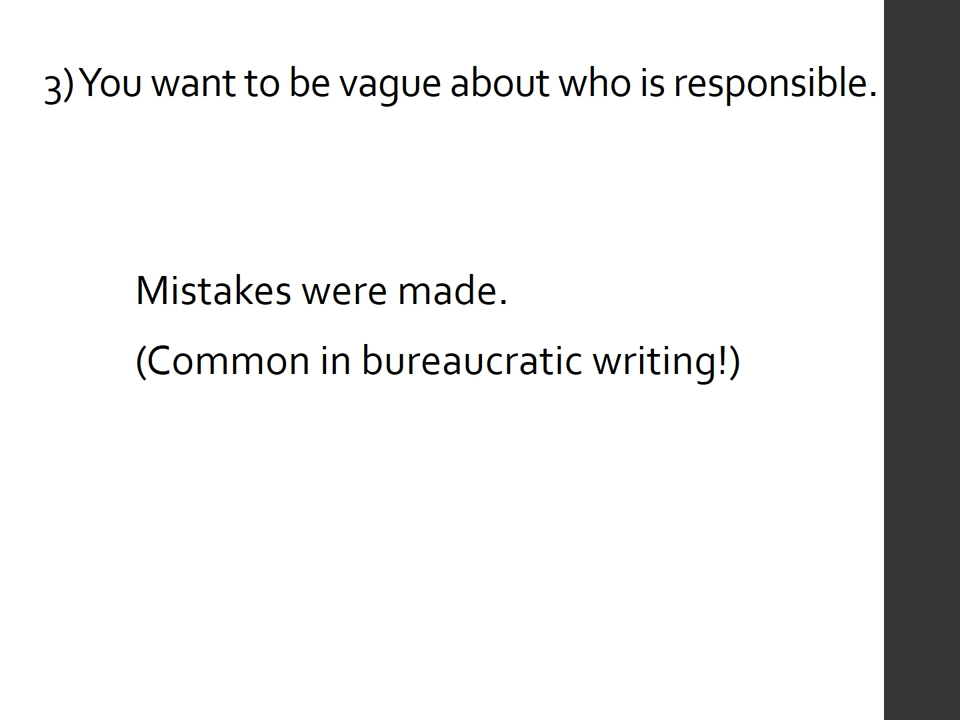 3) You want to be vague about who is responsible.
Mistakes were made.
(Common in bureaucratic writing!)